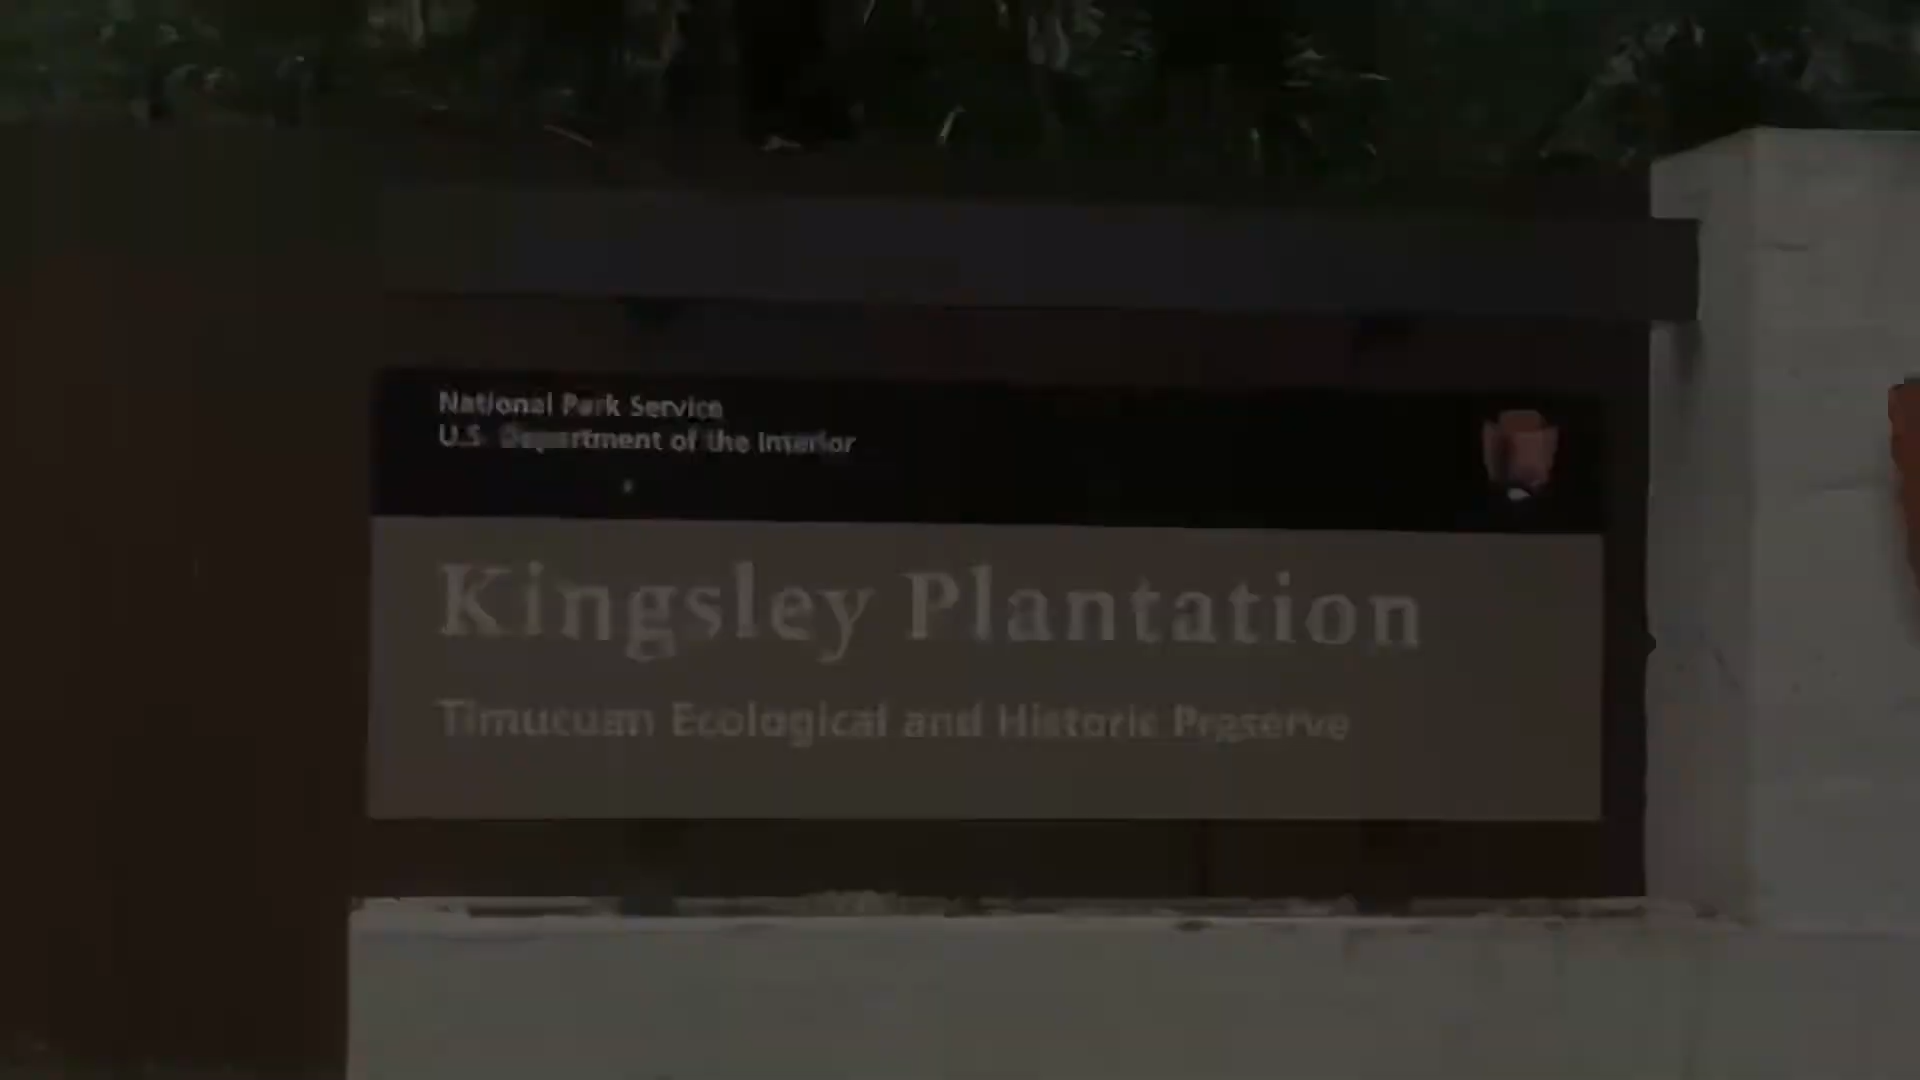 National Park Service
U.S. Department of the Interior
Kingsley Plantation
Timucuan Ecological and Historic Preserve